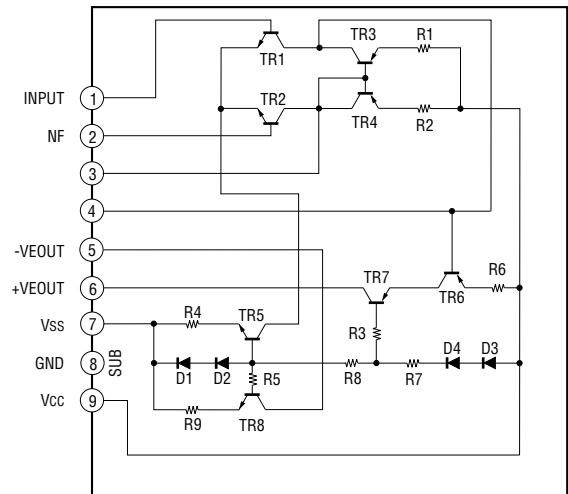 TR3
R1
TR1
INPUT 1
TR2
TR4
R2
NF 2
3
4
-VEOUT 5
TR7
R6
+VEOUT 6
TR6
R4
TR5
R3
Vss 7
D4
D3
GND 8
SUB
D1
D2
R5
R8
R7
Vcc 9
R9
TR8